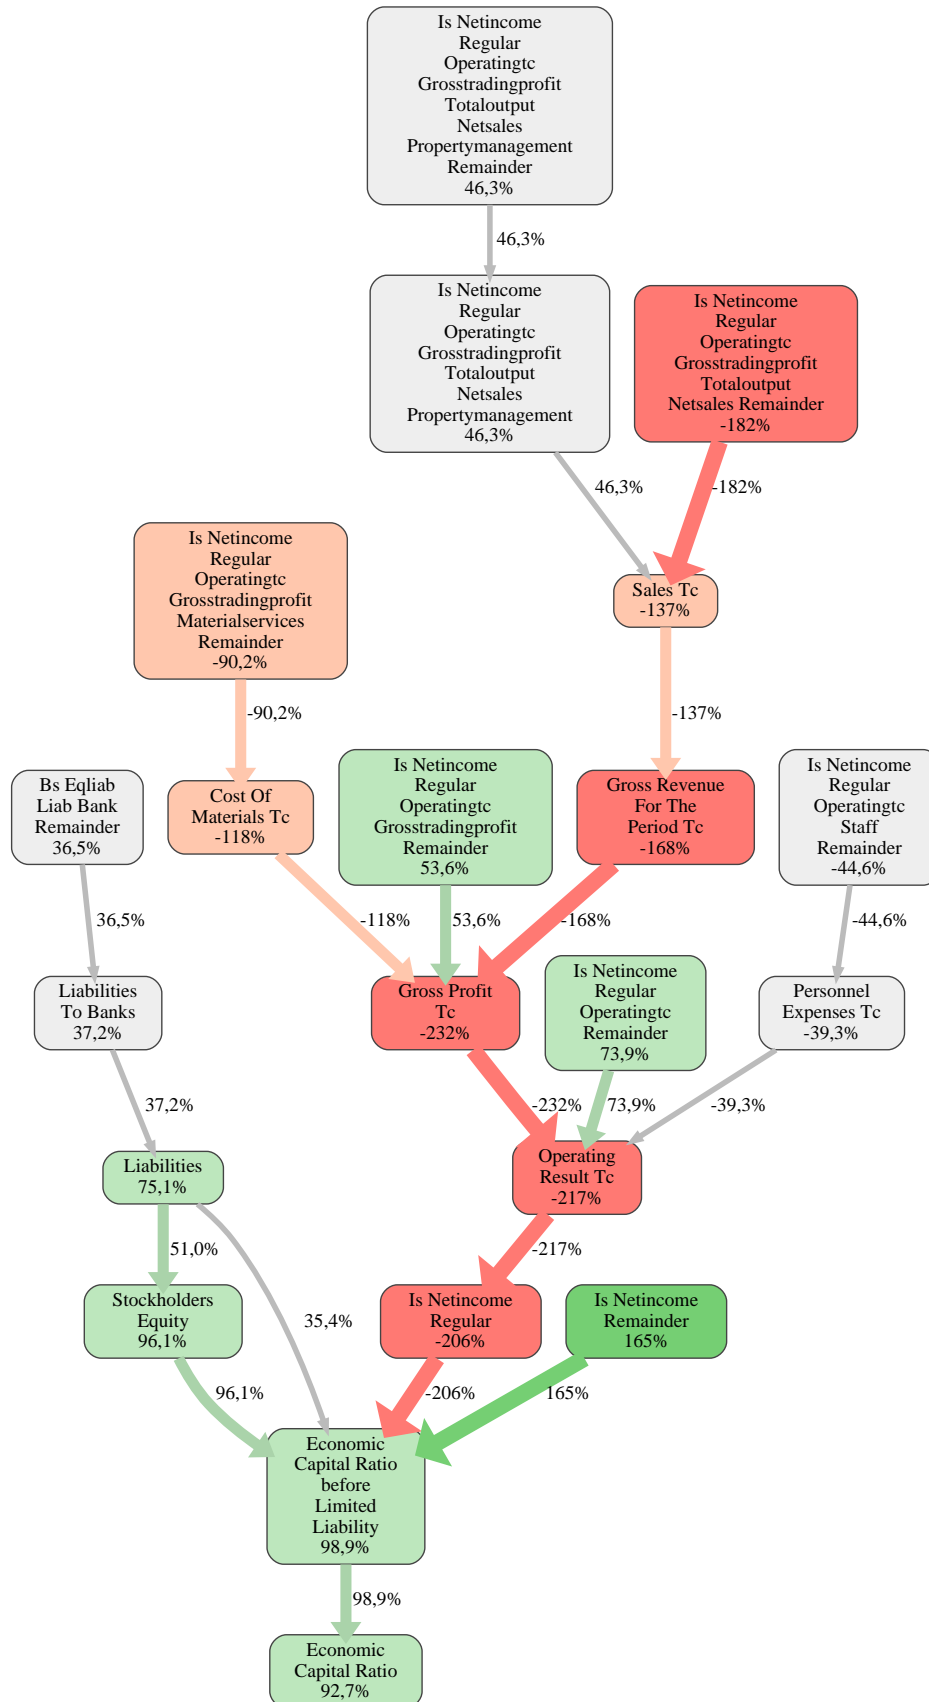 Is Netincome
Regular
Operatingtc
Grosstradingprofit
Totaloutput
Netsales
Propertymanagement
Remainder
46,3%
46,3%
Is Netincome
Regular
Operatingtc
Grosstradingprofit
Totaloutput
Netsales
Propertymanagement
46,3%
Is Netincome
Regular
Operatingtc
Grosstradingprofit
Totaloutput
Netsales Remainder
-182%
46,3%
-182%
Is Netincome
Regular
Operatingtc
Grosstradingprofit
Materialservices
Remainder
-90,2%
Sales Tc
-137%
-90,2%
-137%
Bs Eqliab
Liab Bank
Remainder
36,5%
Cost Of
Materials Tc
-118%
Is Netincome
Regular
Operatingtc
Grosstradingprofit
Remainder
53,6%
Gross Revenue
For The
Period Tc
-168%
Is Netincome
Regular
Operatingtc
Staff
Remainder
-44,6%
36,5%
-118%
53,6%
-168%
-44,6%
Liabilities
To Banks
37,2%
Gross Profit
Tc
-232%
Is Netincome
Regular
Operatingtc
Remainder
73,9%
Personnel
Expenses Tc
-39,3%
37,2%
-232%
73,9%
-39,3%
Liabilities
75,1%
Operating
Result Tc
-217%
51,0%
-217%
Stockholders
Equity
96,1%
35,4%
Is Netincome
Regular
-206%
Is Netincome
Remainder
165%
96,1%
-206%
165%
Economic
Capital Ratio
before
Limited
Liability
98,9%
98,9%
Economic
Capital Ratio
92,7%